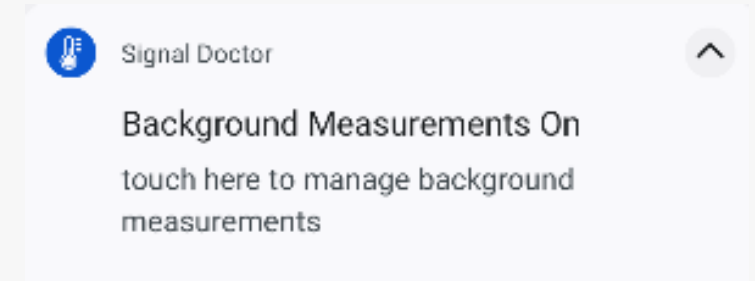 Signal Doctor
Background Measurements On
touch here to manage background
measurements